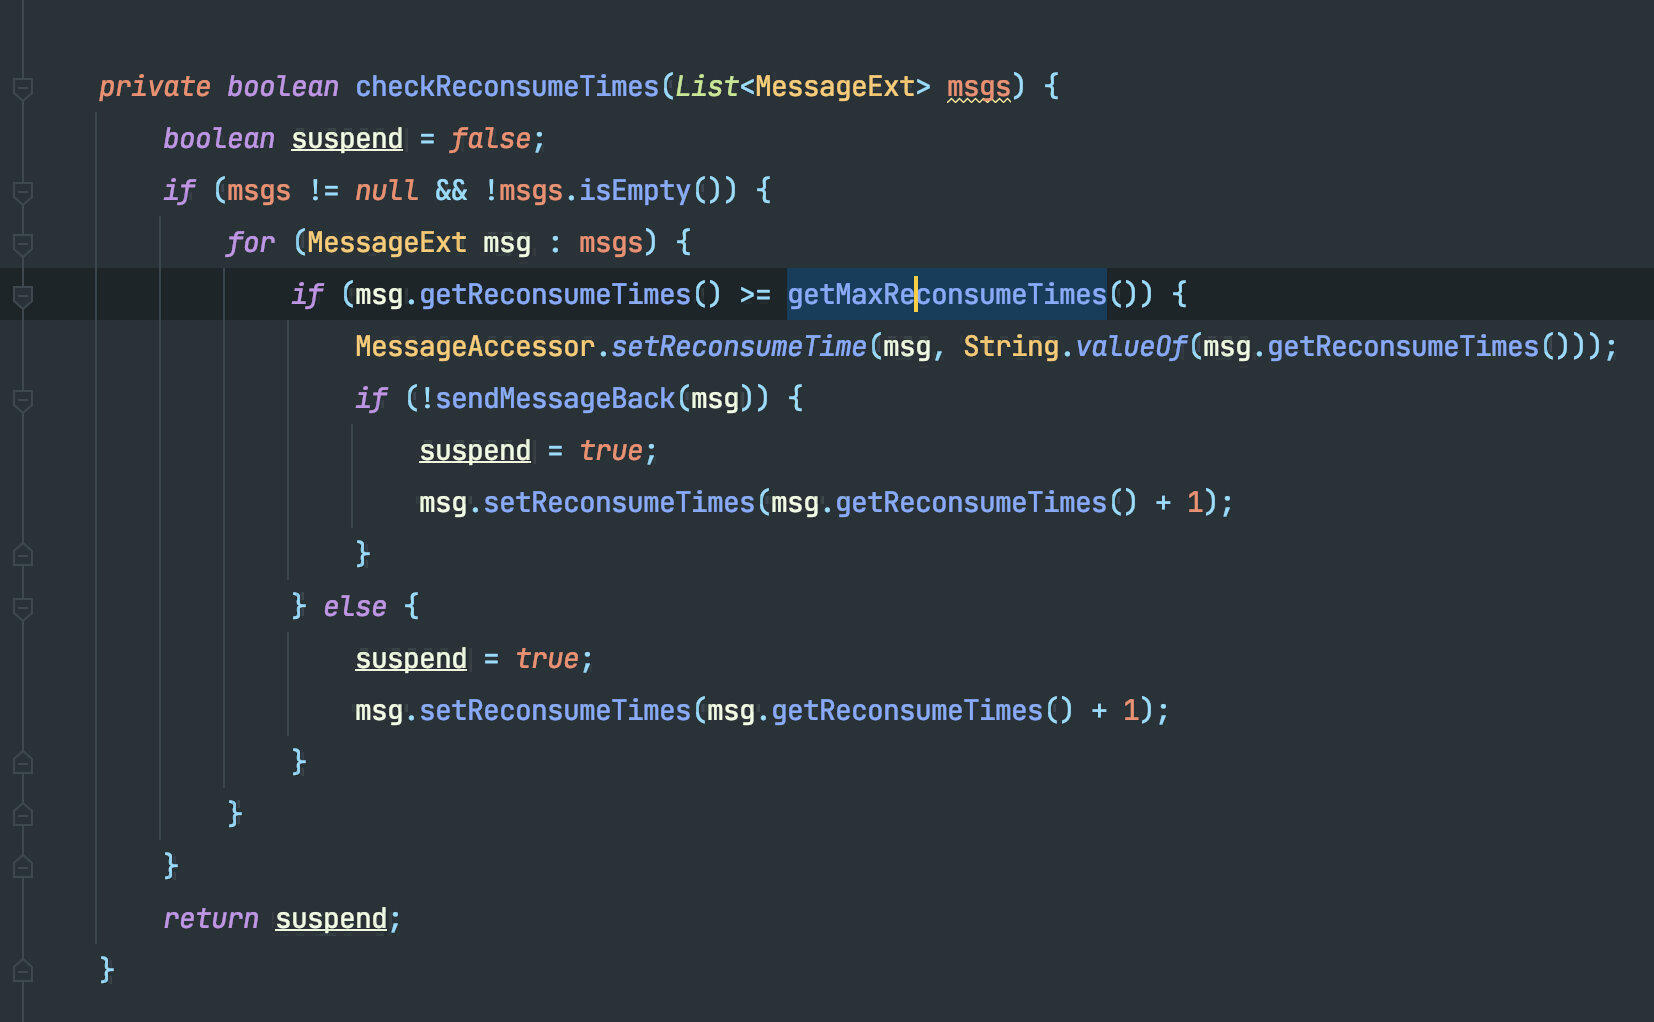 private boolean checkReconsumeTimes(List<MessageExt> msgs) {
    boolean suspend = false;
    if (msgs != null && !msgs.isEmpty()) {
        for (MessageExt msg : msgs) {
            if (msg.getReconsumeTimes() >= getMaxReconsumeTimes()) {
                MessageAccessor.setReconsumeTime(msg, String.valueOf(msg.getReconsumeTimes()));
                if (!sendMessageBack(msg)) {
                    suspend = true;
                    msg.setReconsumeTimes(msg.getReconsumeTimes() + 1);
                }
            } else {
                suspend = true;
                msg.setReconsumeTimes(msg.getReconsumeTimes() + 1);
            }
        }
    }
    return suspend;
}